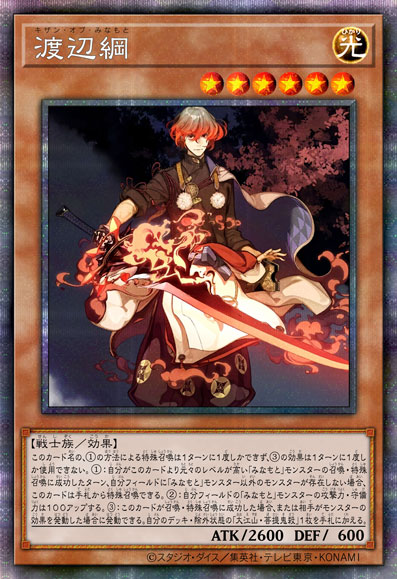 キザン・オブ・みなもと
渡辺綱
ひかり
光
ATK/2600 DEF/ 600
【戦士族／効果】
このカード名の、①の方法による特殊召喚は1ターンに1度しかできず、③の効果は1ターンに1度し
か使用できない。①：自分がこのカードより元々のレベルが高い「みなもと」モンスターの召喚・特殊
召喚に成功したターン、自分フィールドに「みなもと」モンスター以外のモンスターが存在しない場合、
このカードは手札から特殊召喚できる。②：自分フィールドの「みなもと」モンスターの攻撃力・守備
力は100アップする。③：このカードが召喚・特殊召喚に成功した場合、または相手がモンスターの
効果を発動した場合に発動できる。自分のデッキ・除外状態の「大江山・菩提鬼殺」1枚を手札に加える。
©スタジオ・ダイス／集英社・テレビ東京・KONAMI